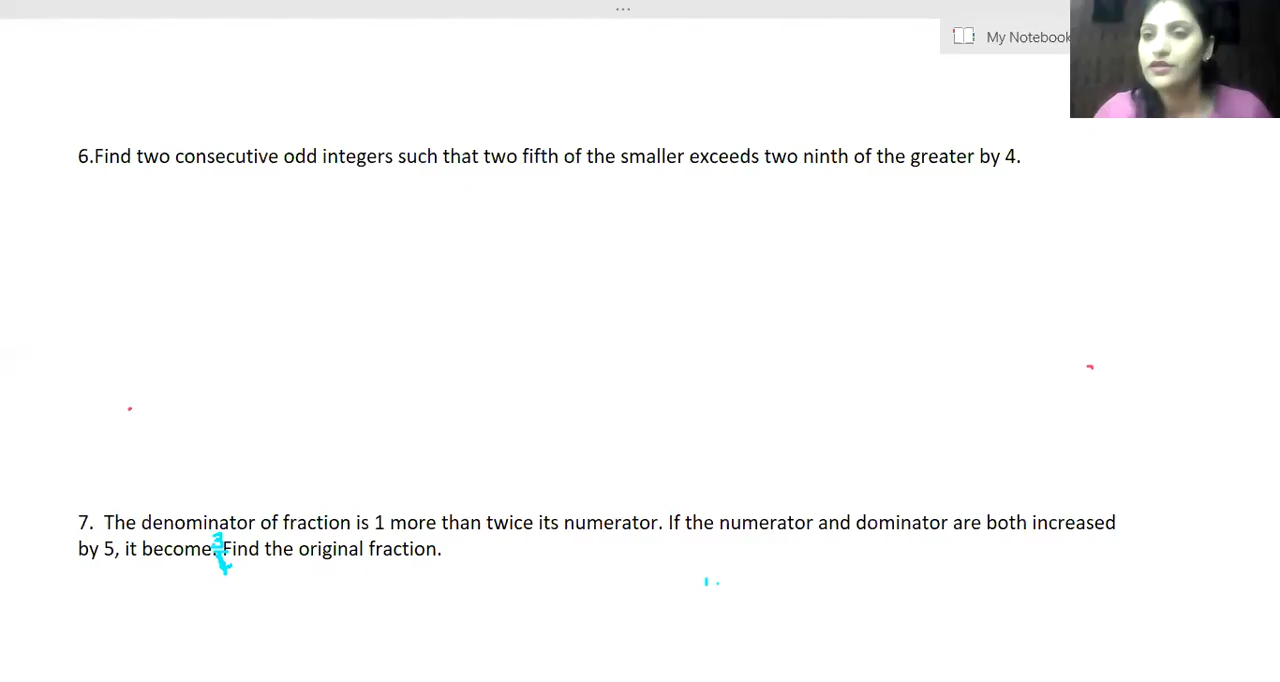 ...
My Notebook
6.Find two consecutive odd integers such that two fifth of the smaller exceeds two ninth of the greater by 4.
7. The denominator of fraction is 1 more than twice its numerator. If the numerator and dominator are both increased
by 5, it become. 3/4 Find the original fraction.